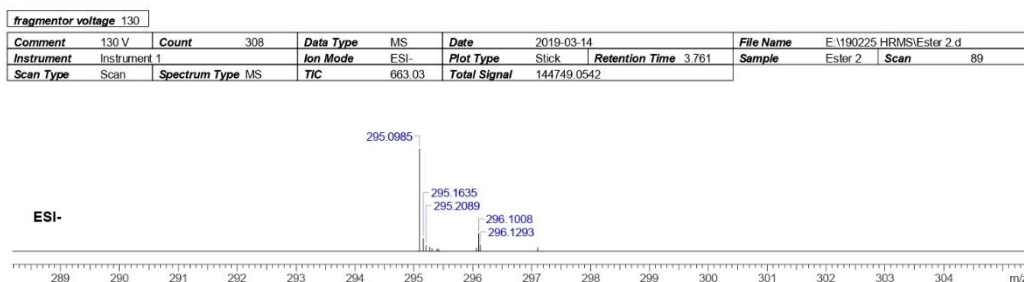 fragmentor voltage 130
Comment 130 V Count 308 Data Type MS Date 2019-03-14 File Name E:\190225 HRMS\Ester 2.d
Instrument Instrument 1 Ion Mode ESI- Plot Type Stick Retention Time 3.761 Sample Ester 2 Scan 89
Scan Type Scan Spectrum Type MS TIC 663.03 Total Signal 144749.0542
295.0985
295.1635
295.2089
ESI-
296.1008
296.1293
289 290 291 292 293 294 295 296 297 298 299 300 301 302 303 304